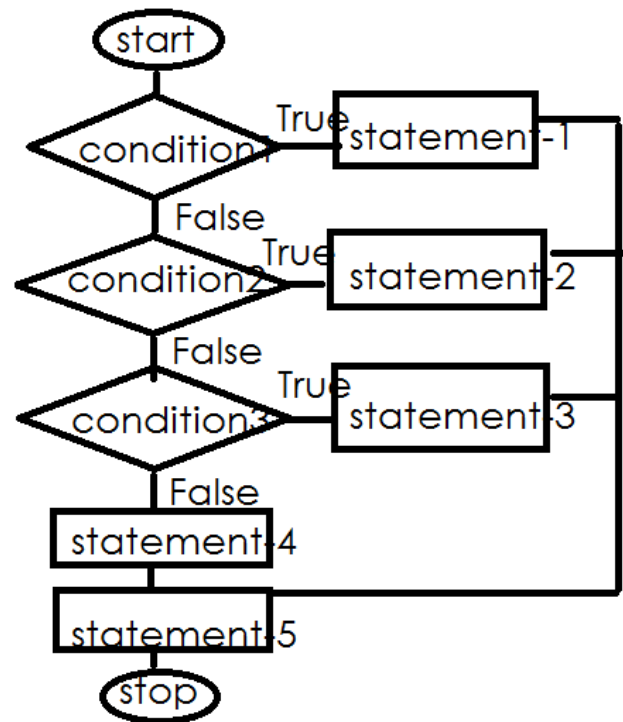 start
True
condition1
statement-1
False
True
condition2
statement-2
False
True
condition3
statement-3
False
statement-4
statement-5
stop